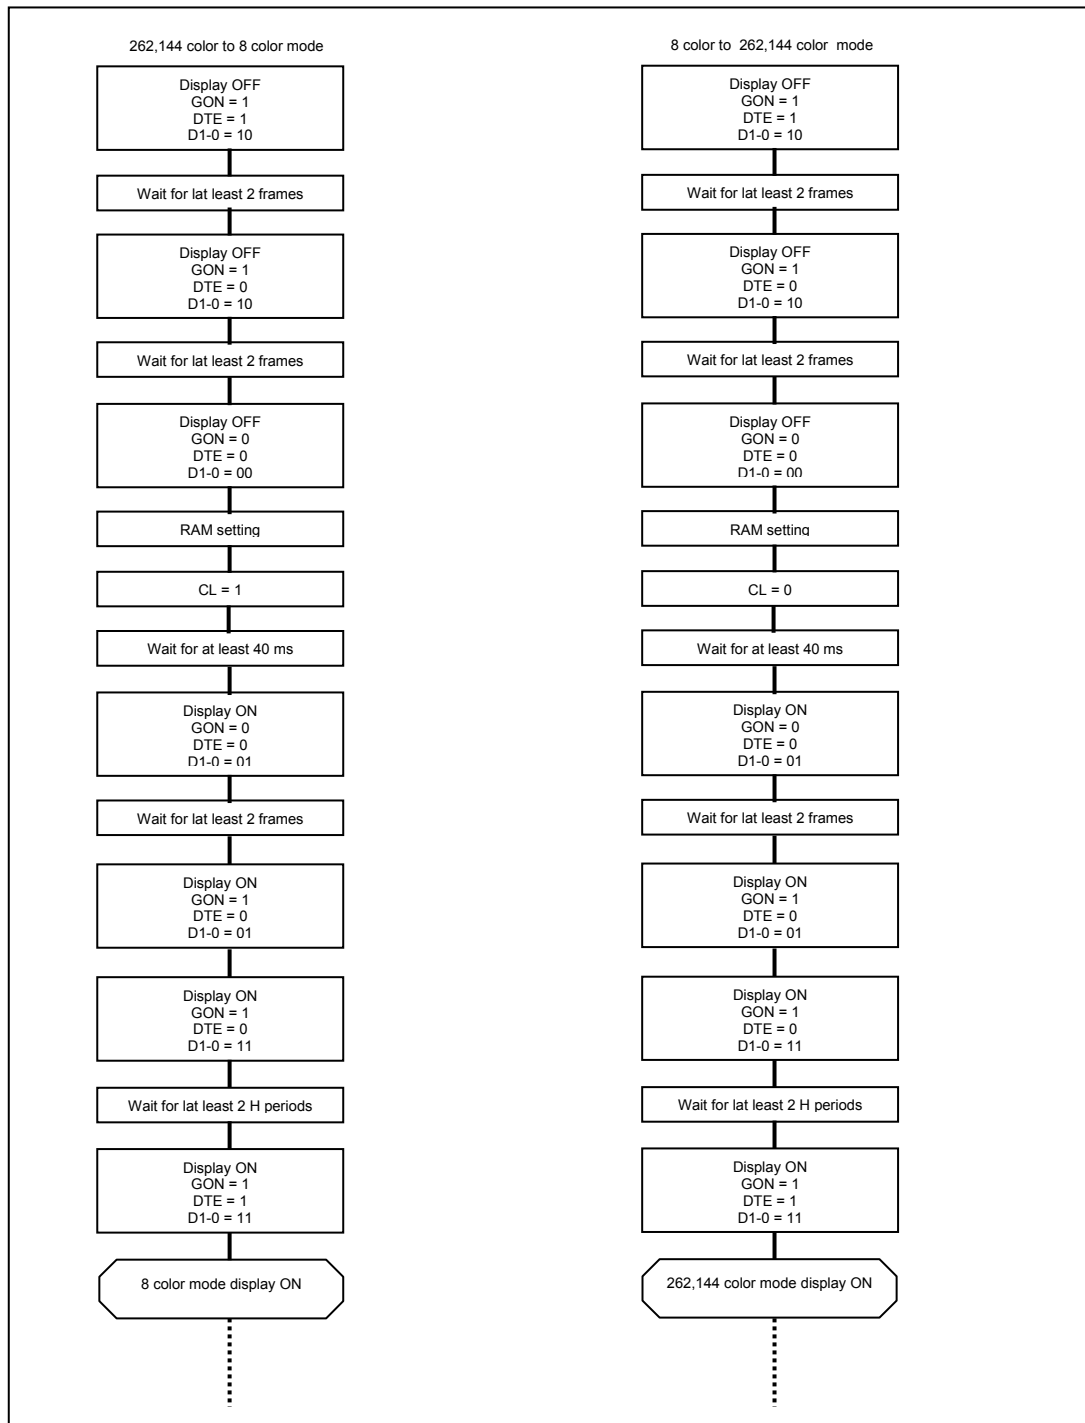 262,144 color to 8 color mode
Display OFF
GON = 1
DTE = 1
D1-0 = 10
Wait for lat least 2 frames
Display OFF
GON = 1
DTE = 0
D1-0 = 10
Wait for lat least 2 frames
Display OFF
GON = 0
DTE = 0
D1-0 = 00
RAM setting
CL = 1
Wait for at least 40 ms
Display ON
GON = 0
DTE = 0
D1-0 = 01
Wait for lat least 2 frames
Display ON
GON = 1
DTE = 0
D1-0 = 01
Display ON
GON = 1
DTE = 0
D1-0 = 11
Wait for lat least 2 H periods
Display ON
GON = 1
DTE = 1
D1-0 = 11
8 color mode display ON
8 color to 262,144 color mode
Display OFF
GON = 1
DTE = 1
D1-0 = 10
Wait for lat least 2 frames
Display OFF
GON = 1
DTE = 0
D1-0 = 10
Wait for lat least 2 frames
Display OFF
GON = 0
DTE = 0
D1-0 = 00
RAM setting
CL = 0
Wait for at least 40 ms
Display ON
GON = 0
DTE = 0
D1-0 = 01
Wait for lat least 2 frames
Display ON
GON = 1
DTE = 0
D1-0 = 01
Display ON
GON = 1
DTE = 0
D1-0 = 11
Wait for lat least 2 H periods
Display ON
GON = 1
DTE = 1
D1-0 = 11
262,144 color mode display ON